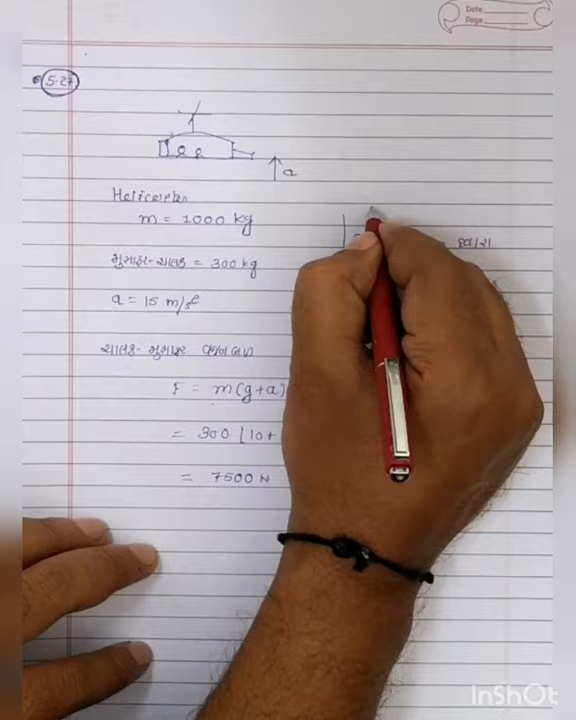 Date
Page
5.27
a
Helicopter
m = 1000 kg
મુસાફર-ચાલક = 300 kg
a = 15 m/s²
ચાલક-મુસાફર વજનબળ
F = m(g+a)
= 300 [10+
= 7500 N
દ્વારા
InShOt